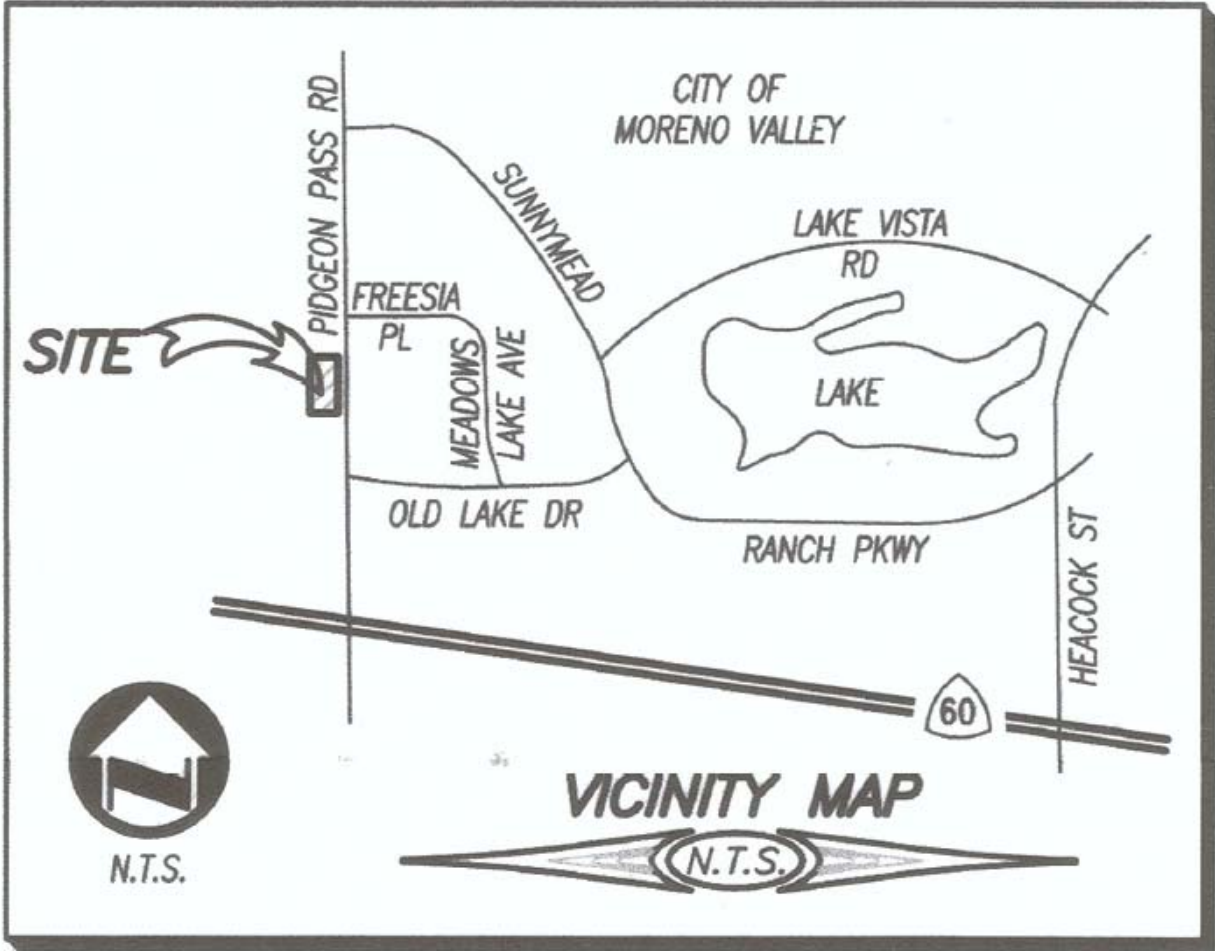 CITY OF
MORENO VALLEY
PIDGEON PASS RD
SUNNYMEAD
LAKE VISTA
RD
FREESIA
PL
SITE
MEADOWS
LAKE AVE
LAKE
OLD LAKE DR
RANCH PKWY
HEACOCK ST
60
N
N.T.S.
VICINITY MAP
N.T.S.